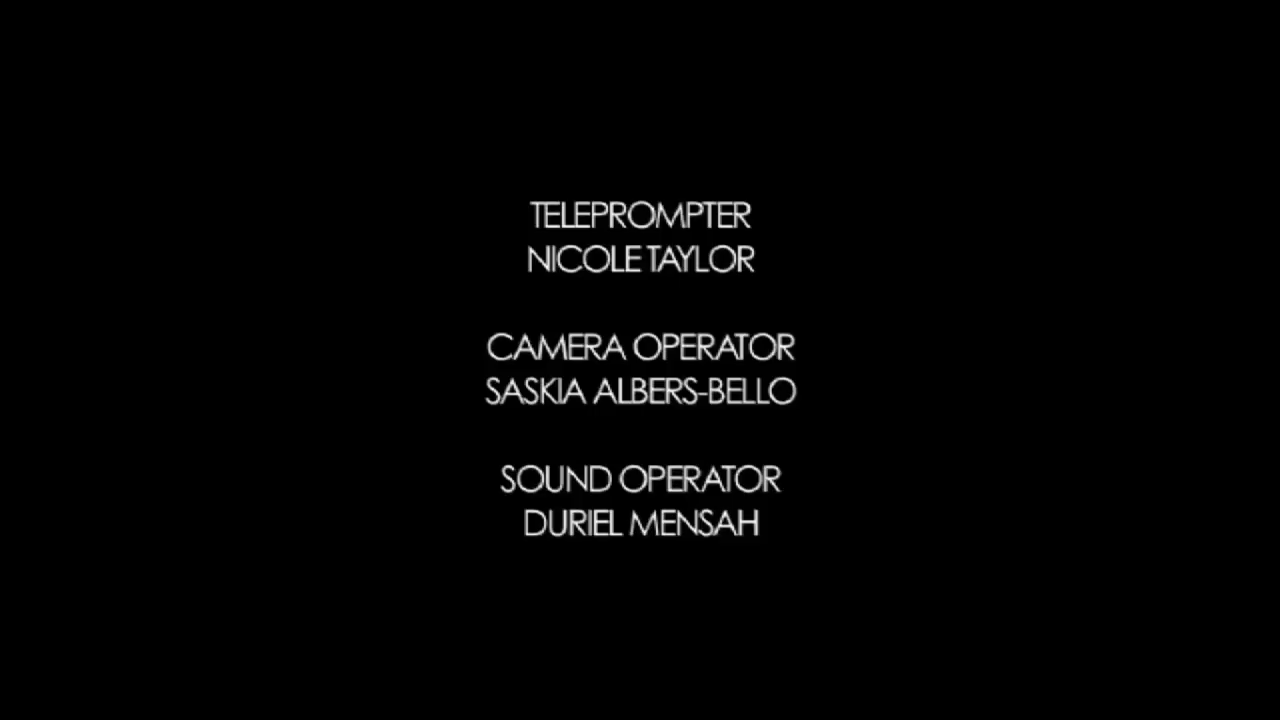 TELEPROMPTER
NICOLE TAYLOR
CAMERA OPERATOR
SASKIA ALBERS-BELLO
SOUND OPERATOR
DURIEL MENSAH